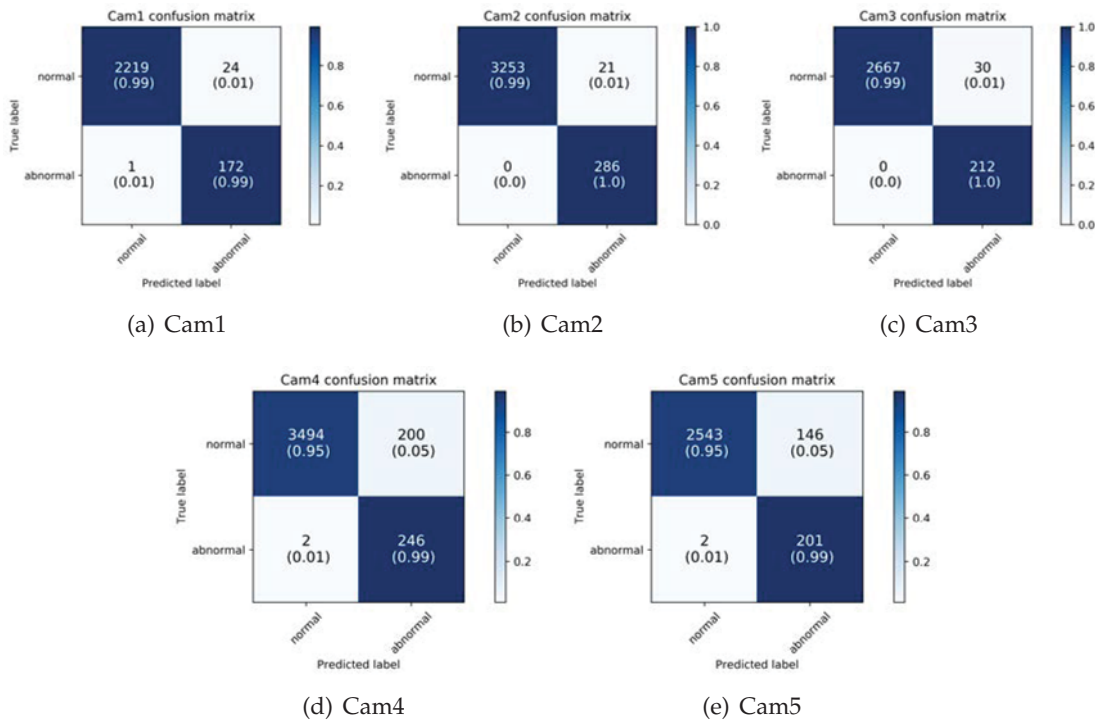 Cam1 confusion matrix
True label
normal
abnormal
2219
(0.99)
24
(0.01)
1
(0.01)
172
(0.99)
0.8
0.6
0.4
0.2
normal
abnormal
Predicted label
(a) Cam1
Cam2 confusion matrix
True label
normal
abnormal
3253
(0.99)
21
(0.01)
0
(0.0)
286
(1.0)
1.0
0.8
0.6
0.4
0.2
0.0
normal
abnormal
Predicted label
(b) Cam2
Cam3 confusion matrix
True label
normal
abnormal
2667
(0.99)
30
(0.01)
0
(0.0)
212
(1.0)
1.0
0.8
0.6
0.4
0.2
0.0
normal
abnormal
Predicted label
(c) Cam3
Cam4 confusion matrix
True label
normal
abnormal
3494
(0.95)
200
(0.05)
2
(0.01)
246
(0.99)
0.8
0.6
0.4
0.2
normal
abnormal
Predicted label
(d) Cam4
Cam5 confusion matrix
True label
normal
abnormal
2543
(0.95)
146
(0.05)
2
(0.01)
201
(0.99)
0.8
0.6
0.4
0.2
normal
abnormal
Predicted label
(e) Cam5